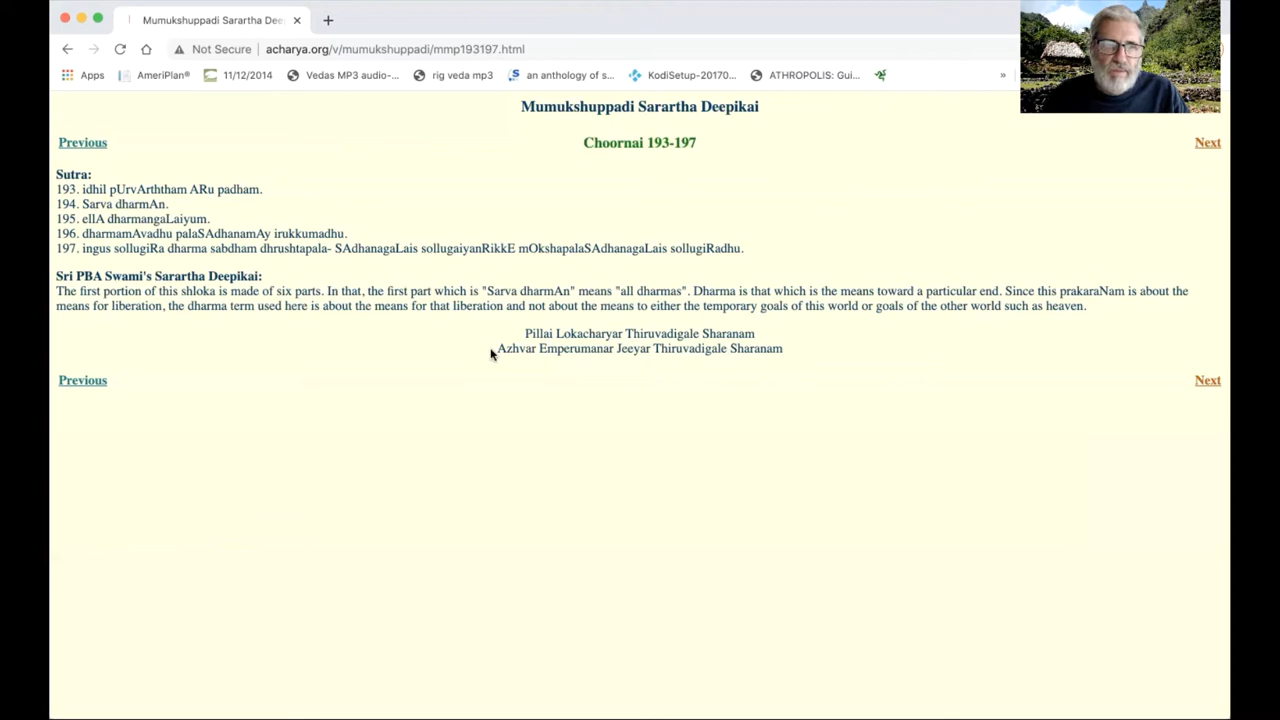 Mumukshuppadi Sarartha Dee
Not Secure | acharya.org/v/mumukshuppadi/mmp193197.html
Apps AmeriPlan® 11/12/2014 Vedas MP3 audio-... rig veda mp3 an anthology of s... KodiSetup-20170... ATHROPOLIS: Gui... »
Mumukshuppadi Sarartha Deepikai
Previous Choornai 193-197 Next
Sutra:
193. idhil pUrvArththam ARu padham.
194. Sarva dharmAn.
195. ellA dharmangaLaiyum.
196. dharmamAvadhu palaSAdhanamAy irukkumadhu.
197. ingus sollugiRa dharma sabdham dhrushtapala- SAdhanagaLais sollugaiyanRikkE mOkshapalaSAdhanagaLais sollugiRadhu.
Sri PBA Swami's Sarartha Deepikai:
The first portion of this shloka is made of six parts. In that, the first part which is "Sarva dharmAn" means "all dharmas". Dharma is that which is the means toward a particular end. Since this prakaraNam is about the
means for liberation, the dharma term used here is about the means for that liberation and not about the means to either the temporary goals of this world or goals of the other world such as heaven.
Pillai Lokacharyar Thiruvadigale Sharanam
Azhvar Emperumanar Jeeyar Thiruvadigale Sharanam
Previous Next